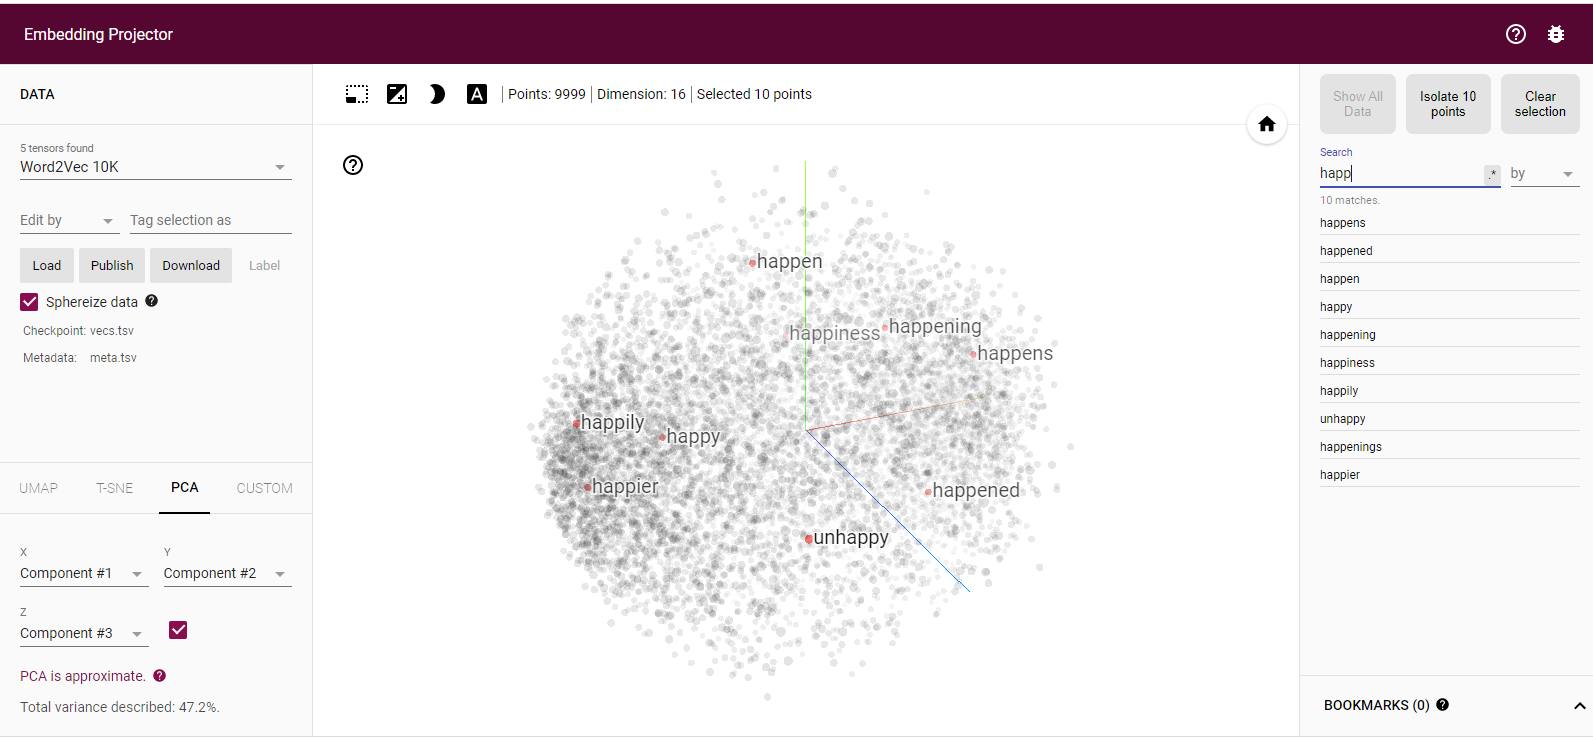 Embedding Projector
DATA
5 tensors found
Word2Vec 10K
Edit by
Tag selection as
Load
Publish
Download
Label
Sphereize data
Checkpoint: vecs.tsv
Metadata: meta.tsv
UMAP
T-SNE
PCA
CUSTOM
X
Component #1
Y
Component #2
Z
Component #3
PCA is approximate.
Total variance described: 47.2%.
A
Points: 9999 | Dimension: 16 | Selected 10 points
happen
happiness
happening
happens
happily
happy
happier
happened
unhappy
Show All
Data
Isolate 10
points
Clear
selection
Search
happ
.*
by
10 matches.
happens
happened
happen
happy
happening
happiness
happily
unhappy
happenings
happier
BOOKMARKS (0)